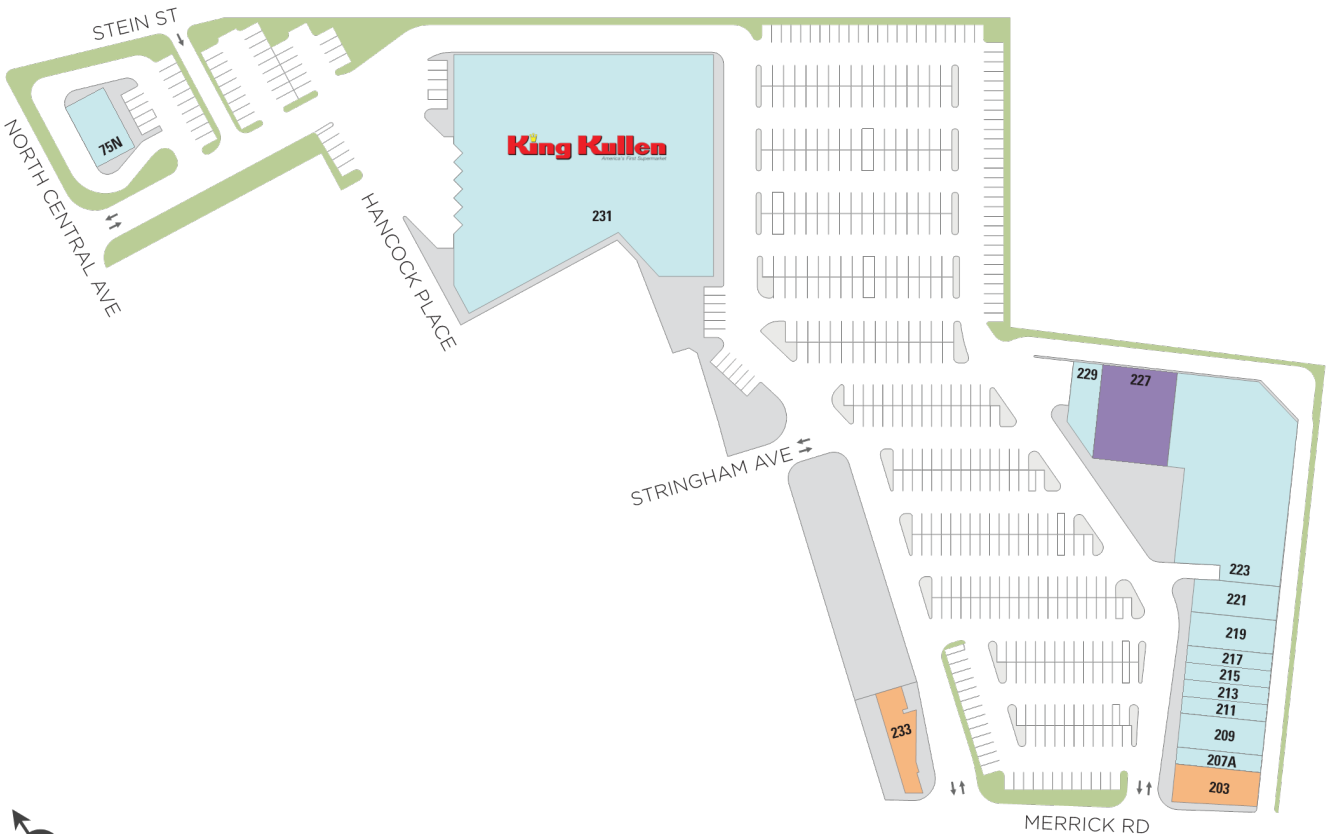 STEIN ST
75N
NORTH CENTRAL AVE
HANCOCK PLACE
King Kullen
America's First Supermarket
231
STRINGHAM AVE
229
227
223
221
219
217
215
213
211
209
207A
203
233
MERRICK RD